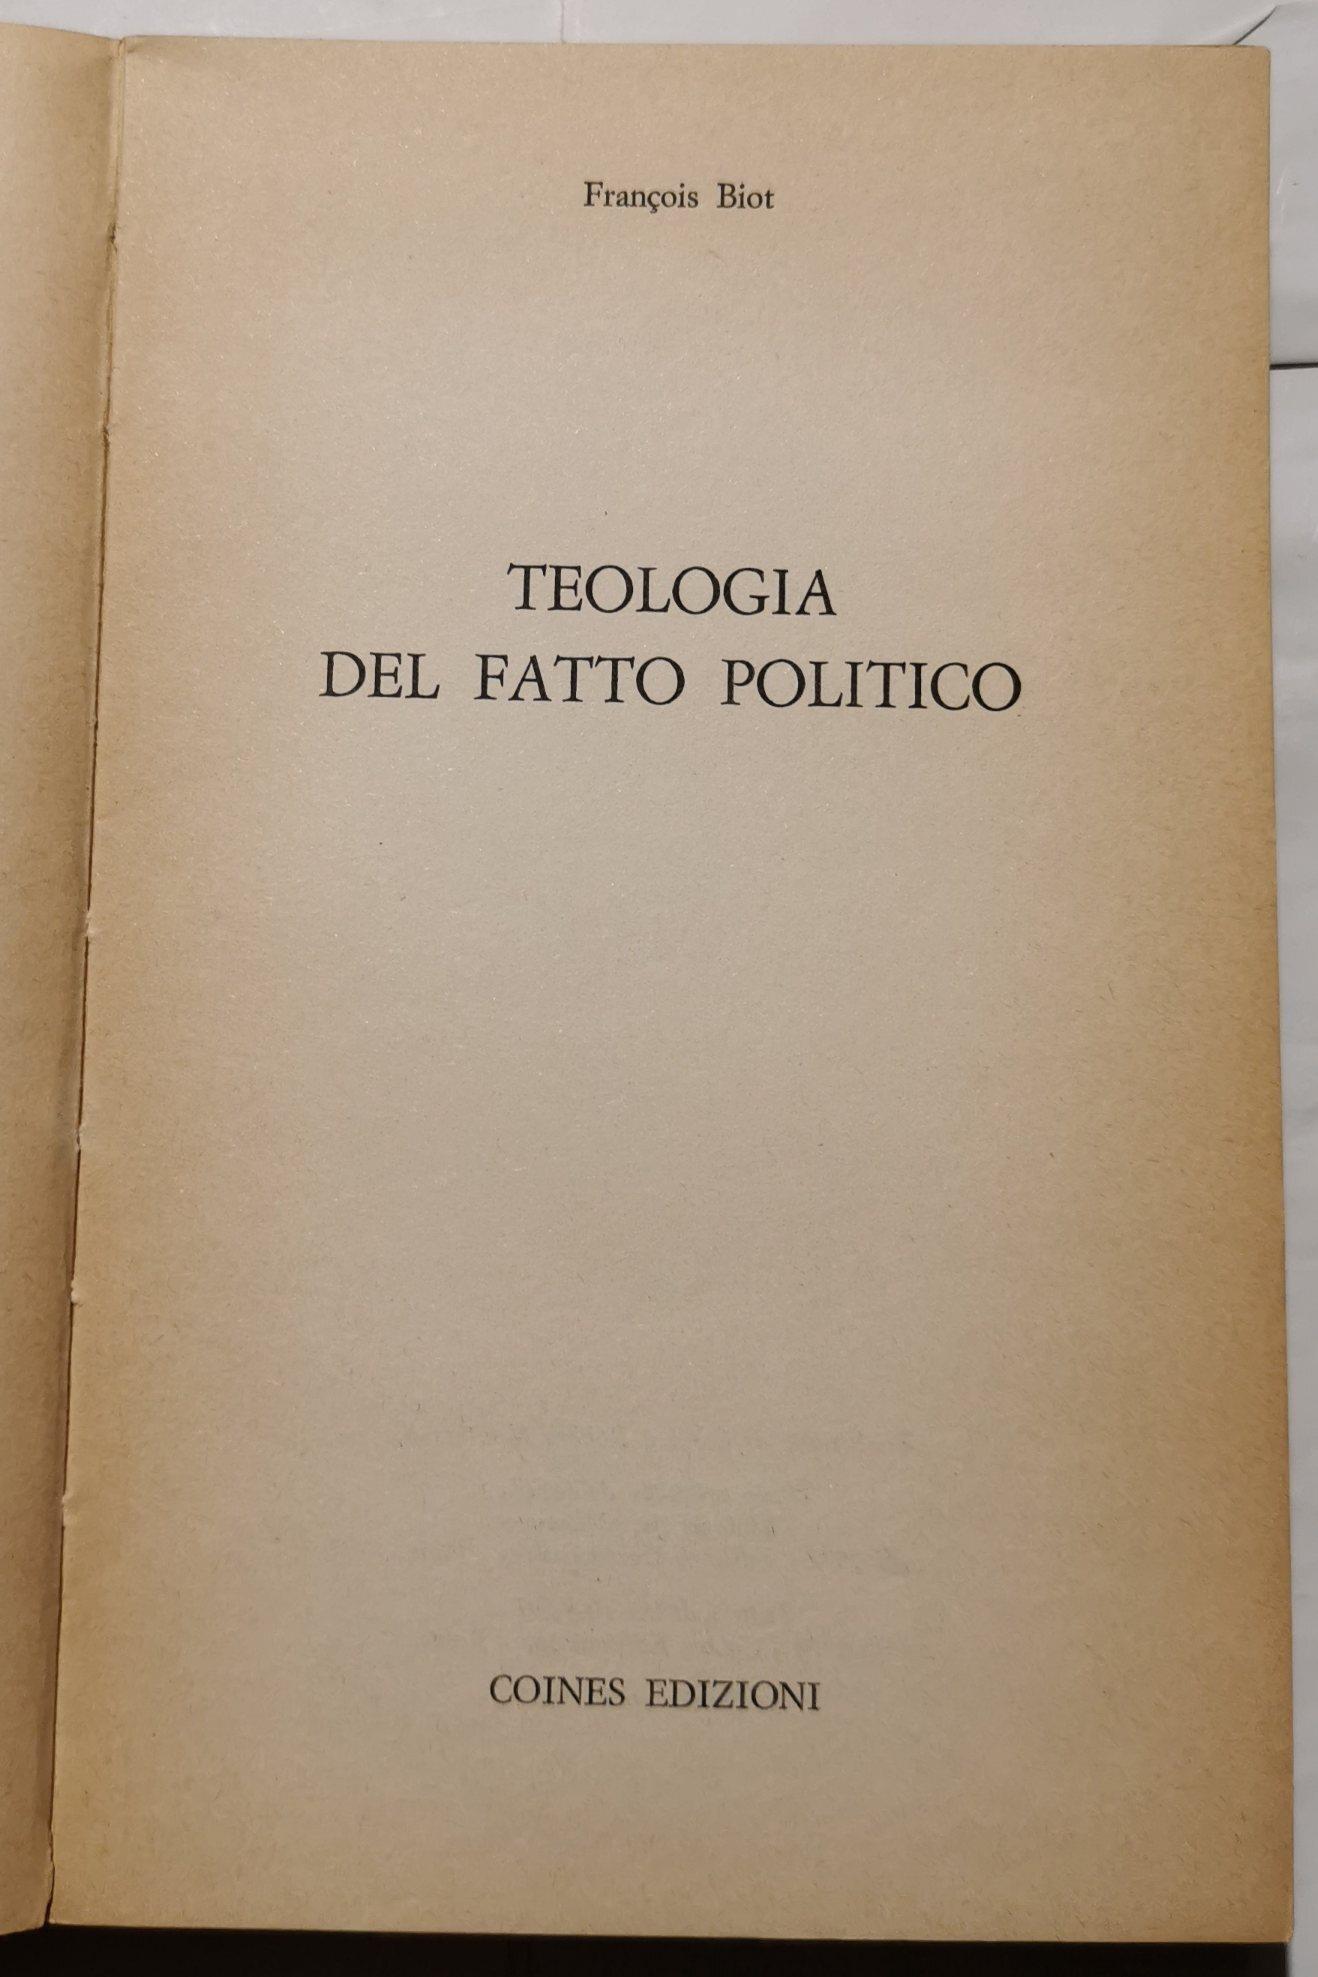 François Biot
TEOLOGIA
DEL FATTO POLITICO
COINES EDIZIONI